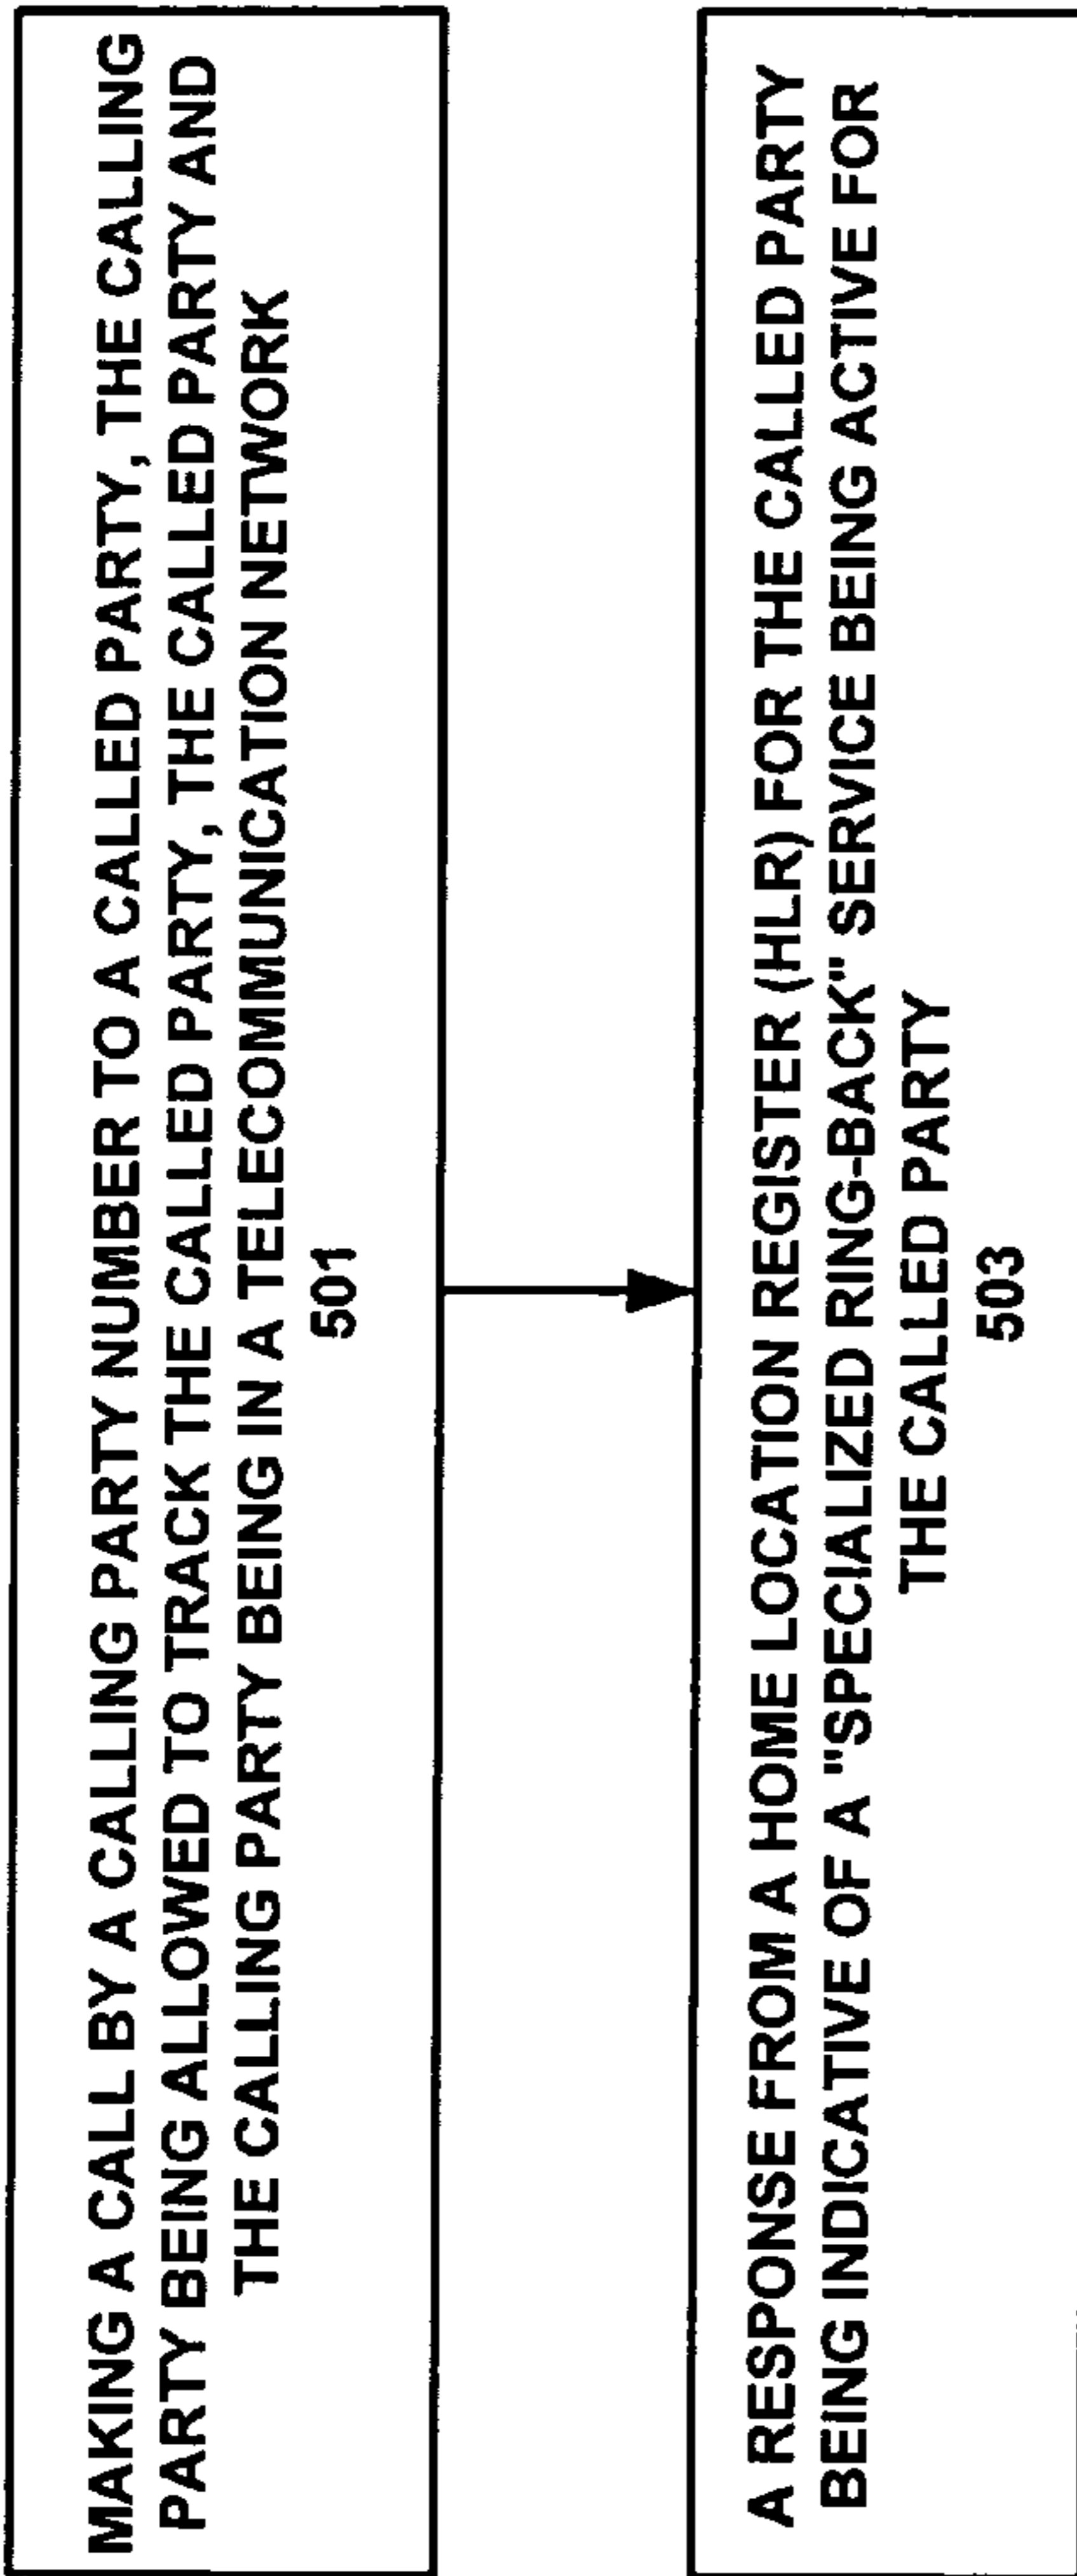 MAKING A CALL BY A CALLING PARTY NUMBER TO A CALLED PARTY, THE CALLING
PARTY BEING ALLOWED TO TRACK THE CALLED PARTY, THE CALLED PARTY AND
THE CALLING PARTY BEING IN A TELECOMMUNICATION NETWORK
501
A RESPONSE FROM A HOME LOCATION REGISTER (HLR) FOR THE CALLED PARTY
BEING INDICATIVE OF A "SPECIALIZED RING-BACK" SERVICE BEING ACTIVE FOR
THE CALLED PARTY
503